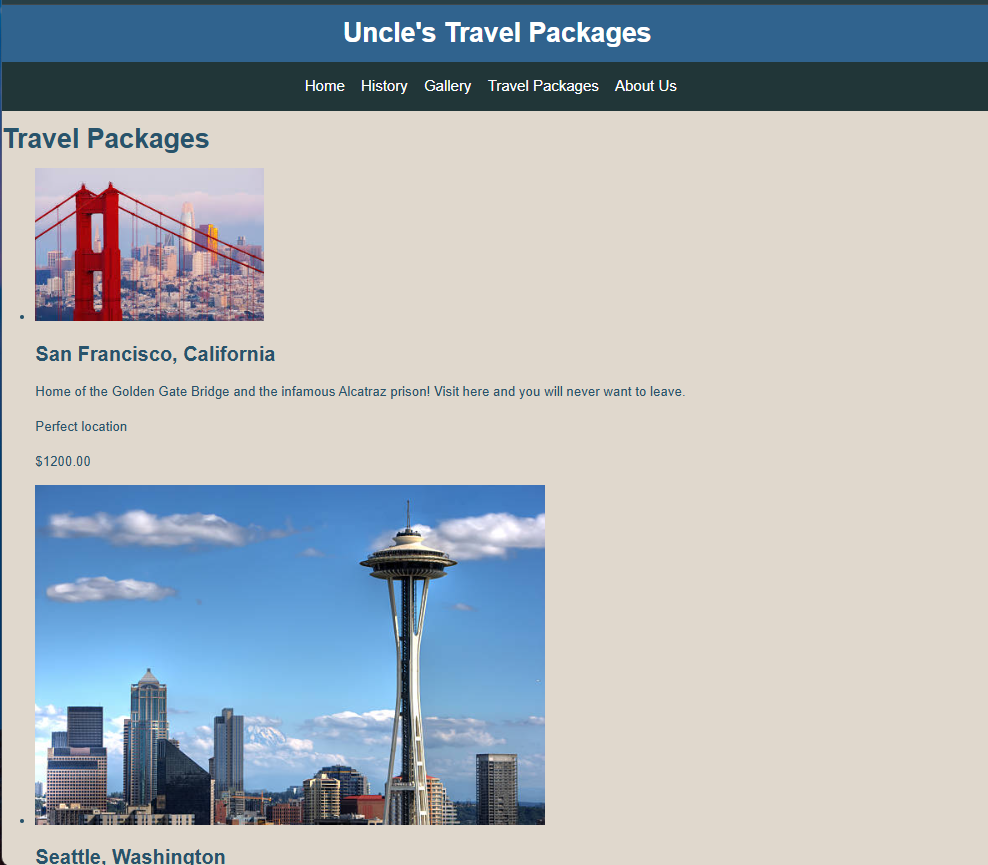 Uncle's Travel Packages
Home History Gallery Travel Packages About Us
Travel Packages
San Francisco, California
Home of the Golden Gate Bridge and the infamous Alcatraz prison! Visit here and you will never want to leave.
Perfect location
$1200.00
Seattle, Washington